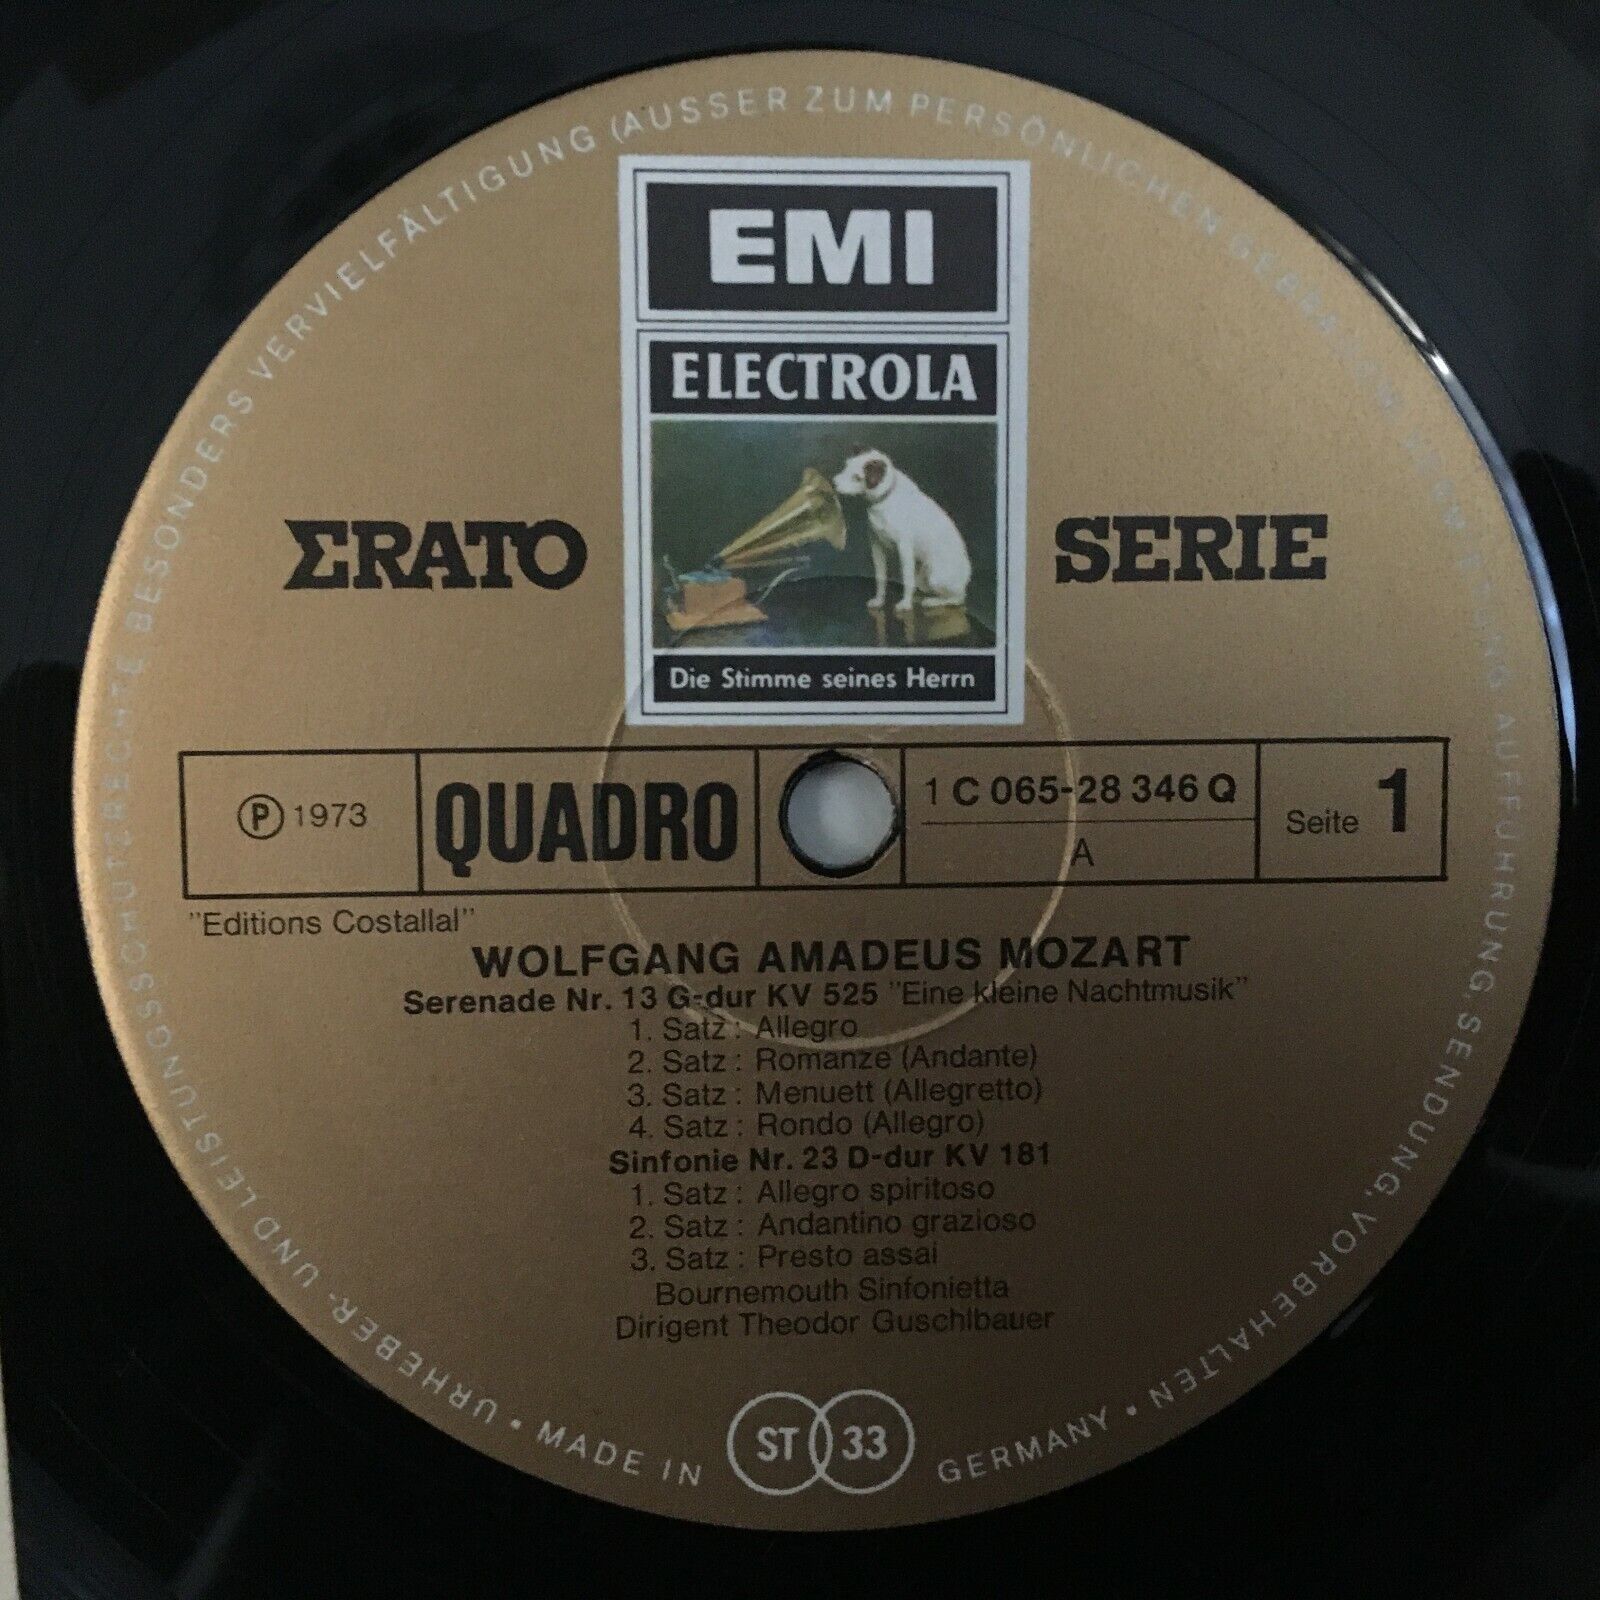 EMI
ELECTROLA
ΣRATO
SERIE
Die Stimme seines Herrn
Ⓟ 1973
QUADRO
1 C 065-28 346 Q
A
Seite 1
"Editions Costallal"
WOLFGANG AMADEUS MOZART
Serenade Nr. 13 G-dur KV 525 "Eine kleine Nachtmusik"
1. Satz : Allegro
2. Satz : Romanze (Andante)
3. Satz : Menuett (Allegretto)
4. Satz : Rondo (Allegro)
Sinfonie Nr. 23 D-dur KV 181
1. Satz : Allegro spiritoso
2. Satz : Andantino grazioso
3. Satz : Presto assai
Bournemouth Sinfonietta
Dirigent Theodor Guschlbauer
URHEBER- UND LEISTUNGSSCHUTZRECHTE BESONDERS VERVIELFÄLTIGUNG (AUSSER ZUM PERSÖNLICHEN GEBRAUCH) VERWERTUNG, AUFFÜHRUNG, SENDUNG, VORBEHALTEN •
MADE IN ST 33 GERMANY